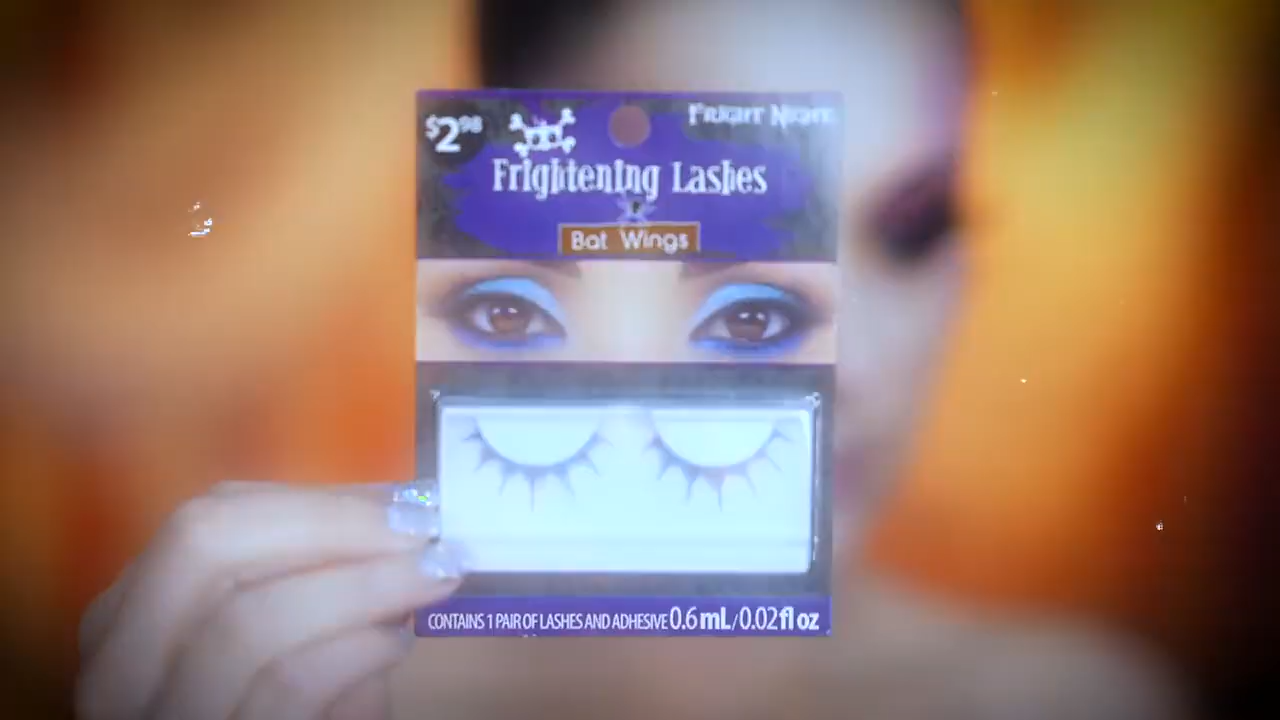 $2.98
FRIGHT NIGHT
Frightening Lashes
Bat Wings
CONTAINS 1 PAIR OF LASHES AND ADHESIVE 0.6 mL/0.02 fl oz